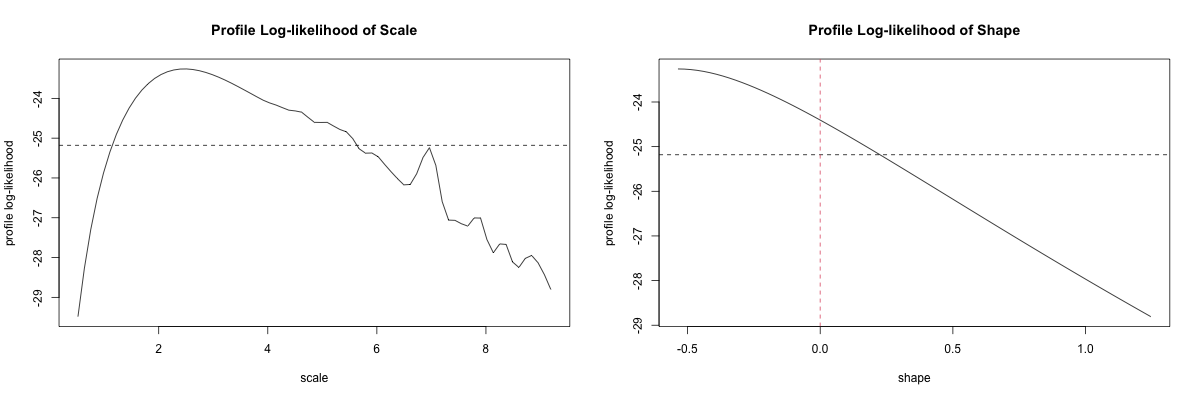 Profile Log-likelihood of Scale
profile log-likelihood
-24
-25
-26
-27
-28
-29
2 4 6 8
scale
Profile Log-likelihood of Shape
profile log-likelihood
-24
-25
-26
-27
-28
-29
-0.5 0.0 0.5 1.0
shape